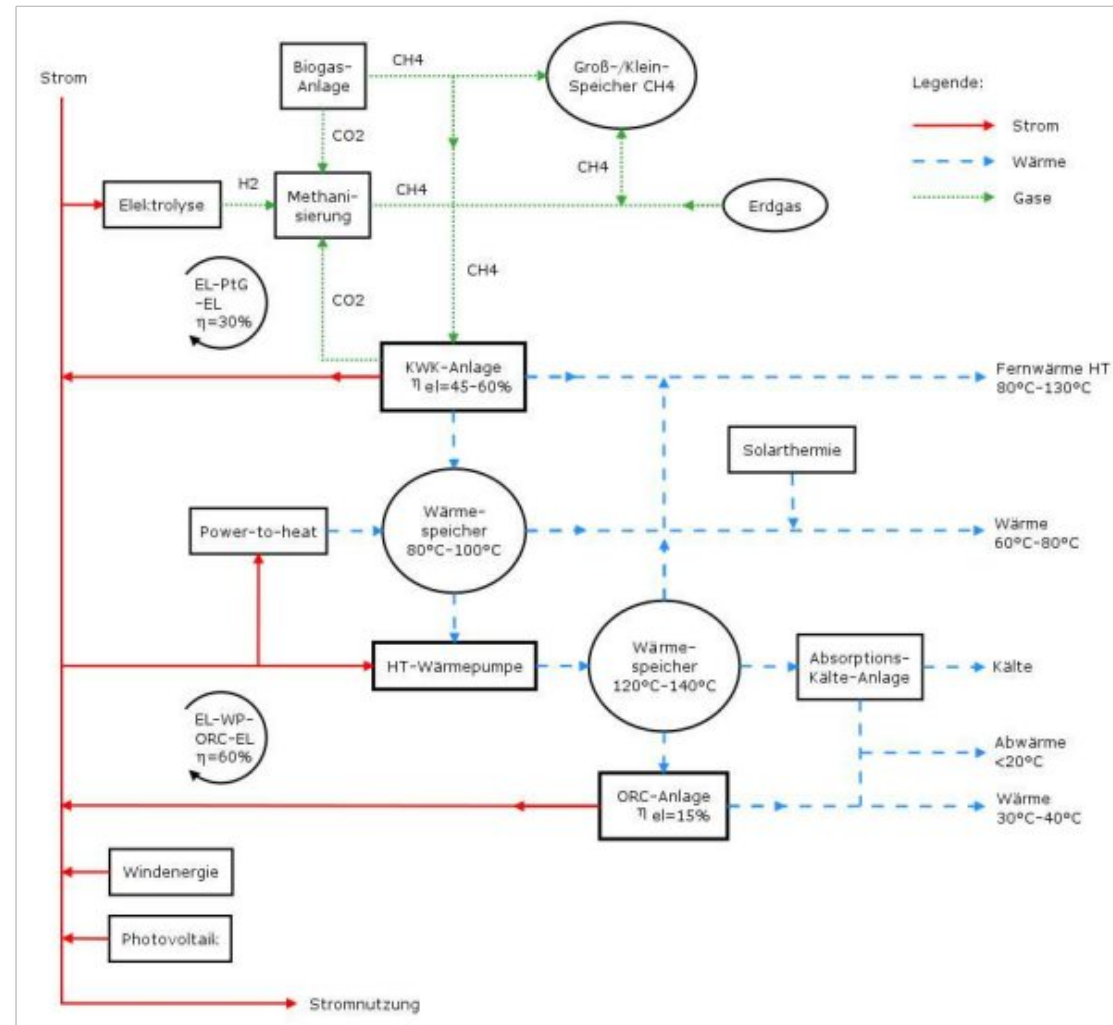 Strom
Biogas-
Anlage
CH4
Groß-/Klein-
Speicher CH4
Legende:
Strom
Wärme
Gase
CO2
CH4
Elektrolyse
H2
Methani-
sierung
CH4
Erdgas
EL-PtG
-EL
η=30%
CO2
CH4
KWK-Anlage
η el=45-60%
Fernwärme HT
80°C-130°C
Solarthermie
Power-to-heat
Wärme-
speicher
80°C-100°C
Wärme
60°C-80°C
HT-Wärmepumpe
Wärme-
speicher
120°C-140°C
Absorptions-
Kälte-Anlage
Kälte
EL-WP-
ORC-EL
η=60%
Abwärme
<20°C
ORC-Anlage
η el=15%
Wärme
30°C-40°C
Windenergie
Photovoltaik
Stromnutzung